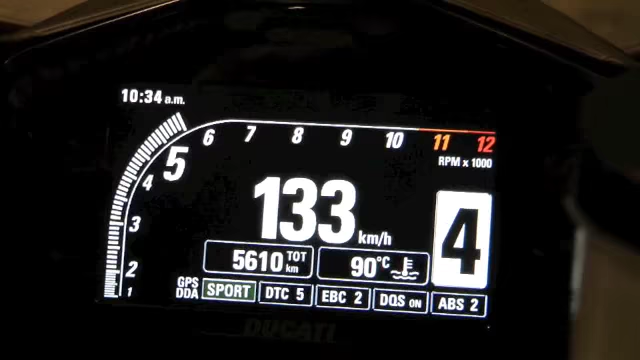 10:34 a.m.
1
2
3
4
5
6 7 8 9 10 11 12
RPM x 1000
133 km/h
4
5610 TOT km
90°C
GPS
DDA
SPORT
DTC 5
EBC 2
DQS ON
ABS 2
DUCATI